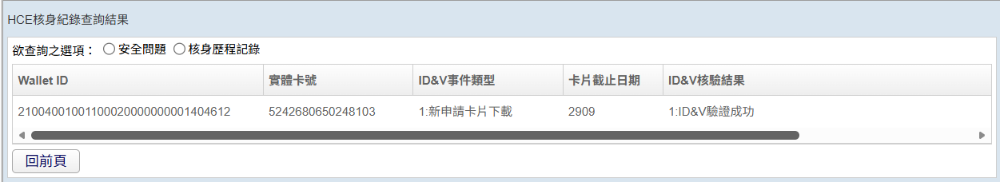 HCE核身紀錄查詢結果
欲查詢之選項： 安全問題 核身歷程記錄
Wallet ID 實體卡號 ID&V事件類型 卡片截止日期 ID&V核驗結果
21004001001100020000000001404612 5242680650248103 1:新申請卡片下載 2909 1:ID&V驗證成功
回前頁